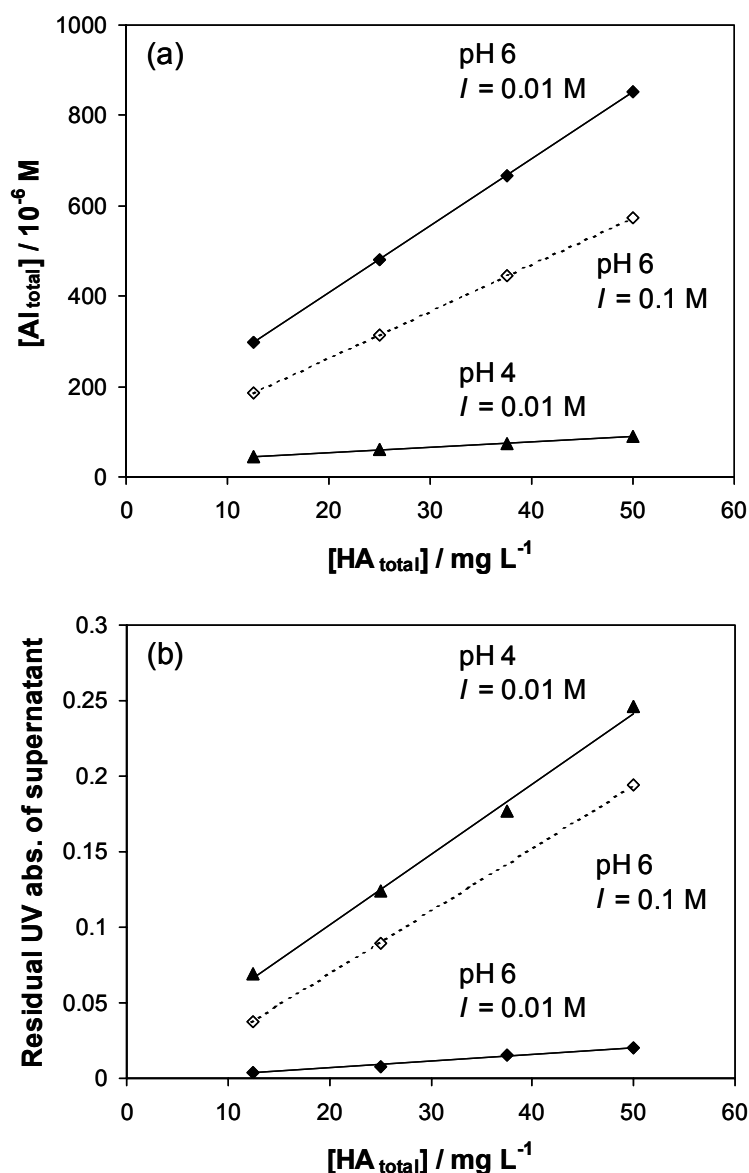 (a)
pH 6
I = 0.01 M
pH 6
I = 0.1 M
pH 4
I = 0.01 M
[Al total] / 10⁻⁶ M
1000
800
600
400
200
0
0 10 20 30 40 50 60
[HA total] / mg L⁻¹
(b)
pH 4
I = 0.01 M
pH 6
I = 0.1 M
pH 6
I = 0.01 M
Residual UV abs. of supernatant
0.3
0.25
0.2
0.15
0.1
0.05
0
0 10 20 30 40 50 60
[HA total] / mg L⁻¹